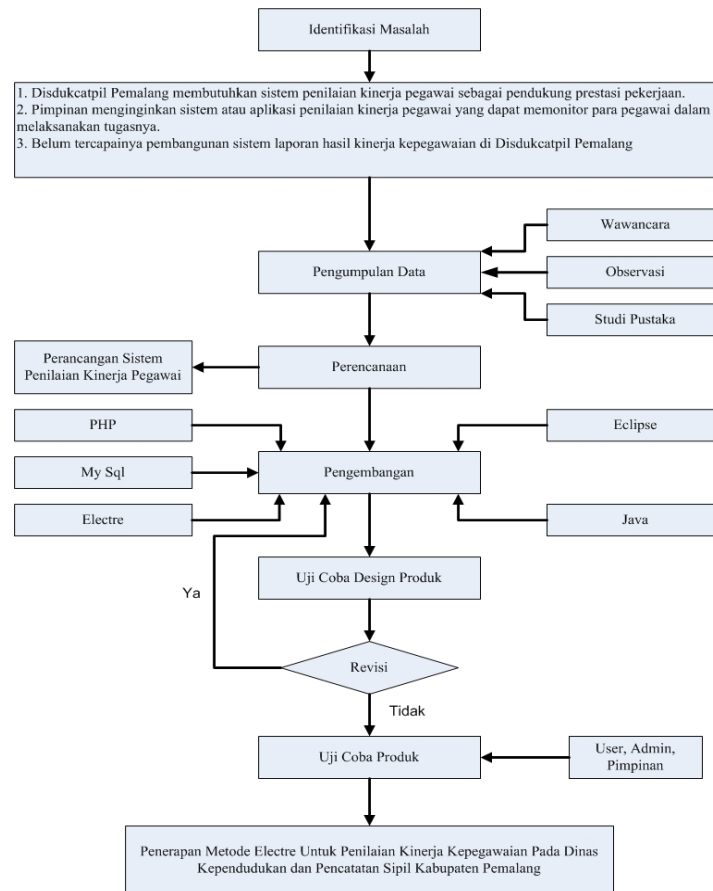 Identifikasi Masalah
1. Disdukcatpil Pemalang membutuhkan sistem penilaian kinerja pegawai sebagai pendukung prestasi pekerjaan.
2. Pimpinan menginginkan sistem atau aplikasi penilaian kinerja pegawai yang dapat memonitor para pegawai dalam
melaksanakan tugasnya.
3. Belum tercapainya pembangunan sistem laporan hasil kinerja kepegawaian di Disdukcatpil Pemalang
Wawancara
Pengumpulan Data
Observasi
Studi Pustaka
Perancangan Sistem
Penilaian Kinerja Pegawai
Perencanaan
PHP
Eclipse
My Sql
Pengembangan
Electre
Java
Uji Coba Design Produk
Ya
Revisi
Tidak
Uji Coba Produk
User, Admin,
Pimpinan
Penerapan Metode Electre Untuk Penilaian Kinerja Kepegawaian Pada Dinas
Kependudukan dan Pencatatan Sipil Kabupaten Pemalang